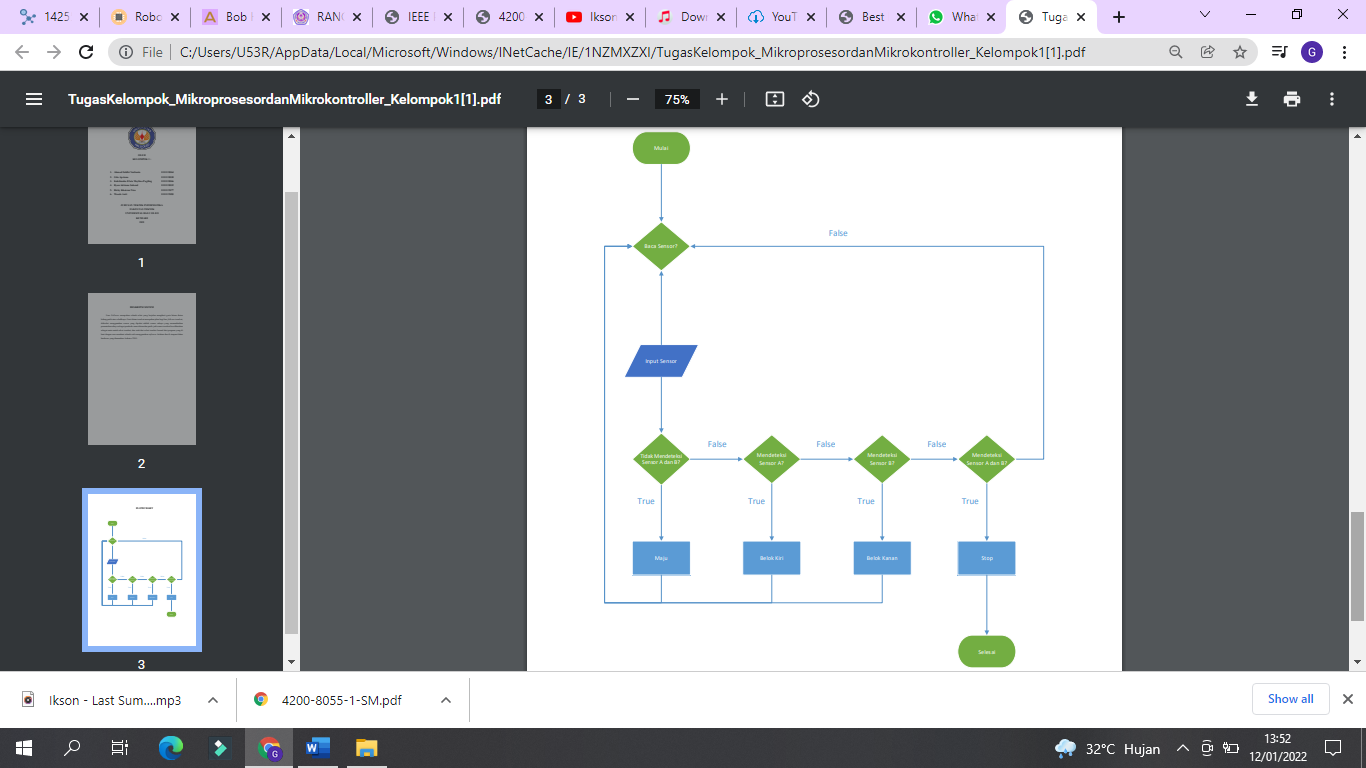 1425
Robo
Bob
RANC
IEEE
4200
Ikson
Down
YouT
Best
What
Tuga
File
C:/Users/U53R/AppData/Local/Microsoft/Windows/INetCache/IE/1NZMXZXI/TugasKelompok_MikroprosesordanMikrokontroller_Kelompok1[1].pdf
G
TugasKelompok_MikroprosesordanMikrokontroller_Kelompok1[1].pdf
3 / 3
75%
1
2
3
Mulai
Baca Sensor?
False
Input Sensor
Tidak Mendeteksi
Sensor A dan B?
False
Mendeteksi
Sensor A?
False
Mendeteksi
Sensor B?
False
Mendeteksi
Sensor A dan B?
True
True
True
True
Maju
Belok Kiri
Belok Kanan
Stop
Selesai
Ikson - Last Sum....mp3
4200-8055-1-SM.pdf
Show all
32°C Hujan
13:52
12/01/2022